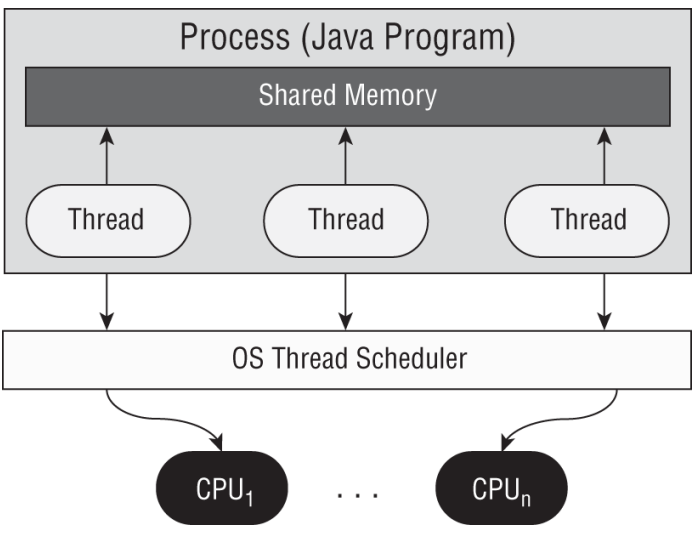 Process (Java Program)
Shared Memory
Thread Thread Thread
OS Thread Scheduler
CPU₁ . . . CPUₙ